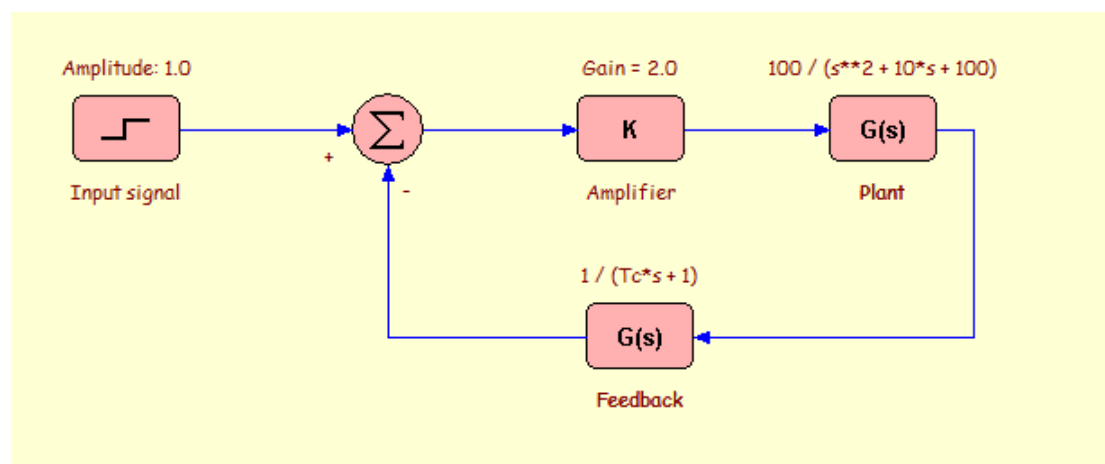 Amplitude: 1.0
Gain = 2.0
100 / (s**2 + 10*s + 100)
Σ
K
G(s)
+
-
Input signal
Amplifier
Plant
1 / (Tc*s + 1)
G(s)
Feedback